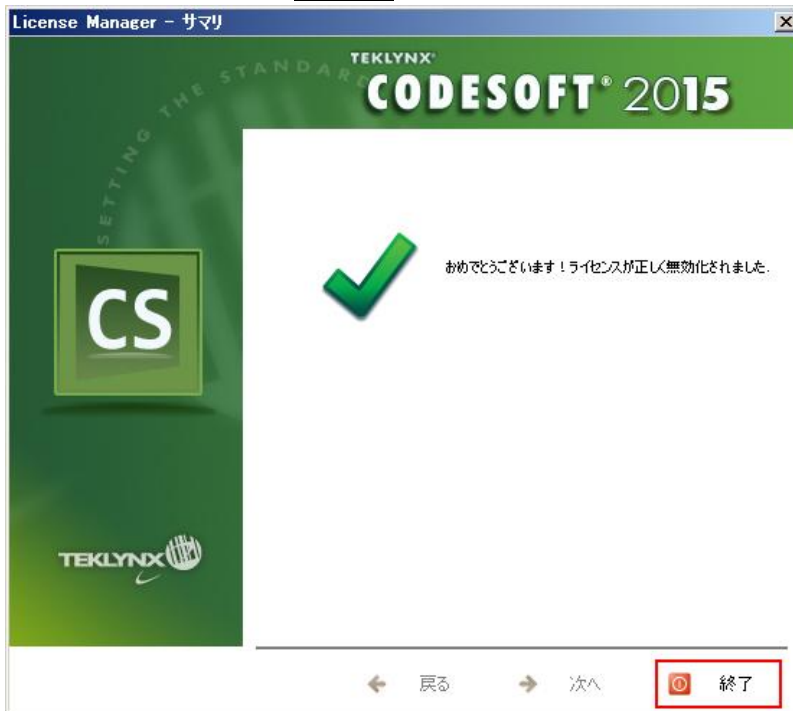 License Manager - サマリ
SETTING THE STANDARD
TEKLYNX®
CODESOFT® 2015
おめでとうございます！ライセンスが正しく無効化されました.
CS
TEKLYNX
戻る
次へ
終了